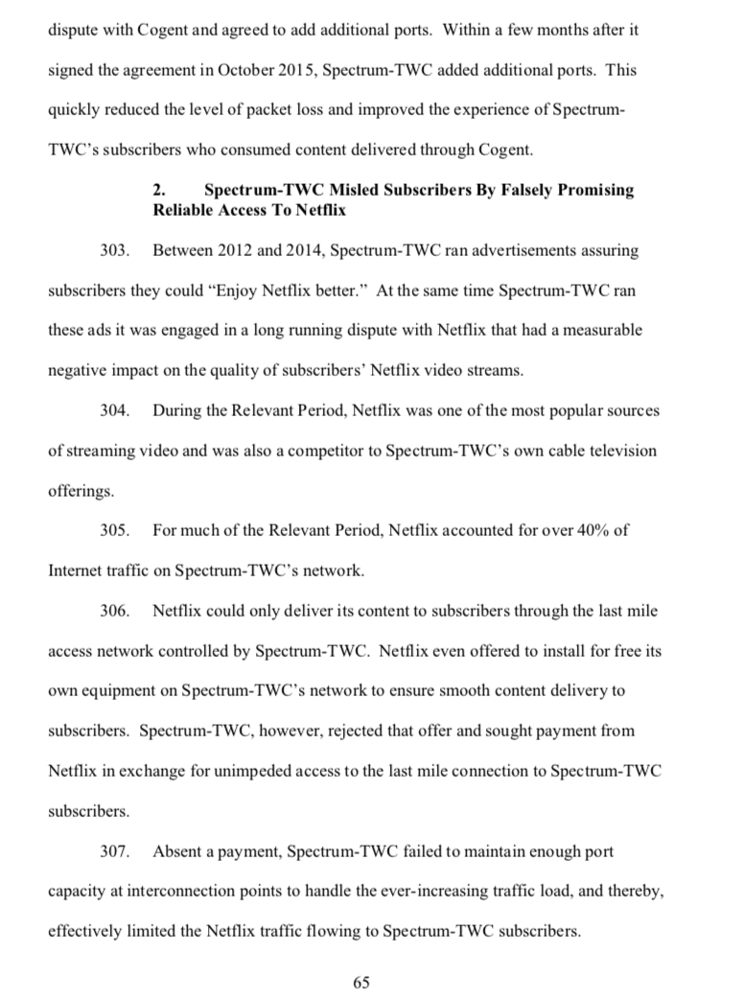 dispute with Cogent and agreed to add additional ports.  Within a few months after it
signed the agreement in October 2015, Spectrum-TWC added additional ports.  This
quickly reduced the level of packet loss and improved the experience of Spectrum-
TWC’s subscribers who consumed content delivered through Cogent.
2. Spectrum-TWC Misled Subscribers By Falsely Promising
Reliable Access To Netflix
303. Between 2012 and 2014, Spectrum-TWC ran advertisements assuring
subscribers they could “Enjoy Netflix better.”  At the same time Spectrum-TWC ran
these ads it was engaged in a long running dispute with Netflix that had a measurable
negative impact on the quality of subscribers’ Netflix video streams.
304. During the Relevant Period, Netflix was one of the most popular sources
of streaming video and was also a competitor to Spectrum-TWC’s own cable television
offerings.
305. For much of the Relevant Period, Netflix accounted for over 40% of
Internet traffic on Spectrum-TWC’s network.
306. Netflix could only deliver its content to subscribers through the last mile
access network controlled by Spectrum-TWC.  Netflix even offered to install for free its
own equipment on Spectrum-TWC’s network to ensure smooth content delivery to
subscribers.  Spectrum-TWC, however, rejected that offer and sought payment from
Netflix in exchange for unimpeded access to the last mile connection to Spectrum-TWC
subscribers.
307. Absent a payment, Spectrum-TWC failed to maintain enough port
capacity at interconnection points to handle the ever-increasing traffic load, and thereby,
effectively limited the Netflix traffic flowing to Spectrum-TWC subscribers.
65